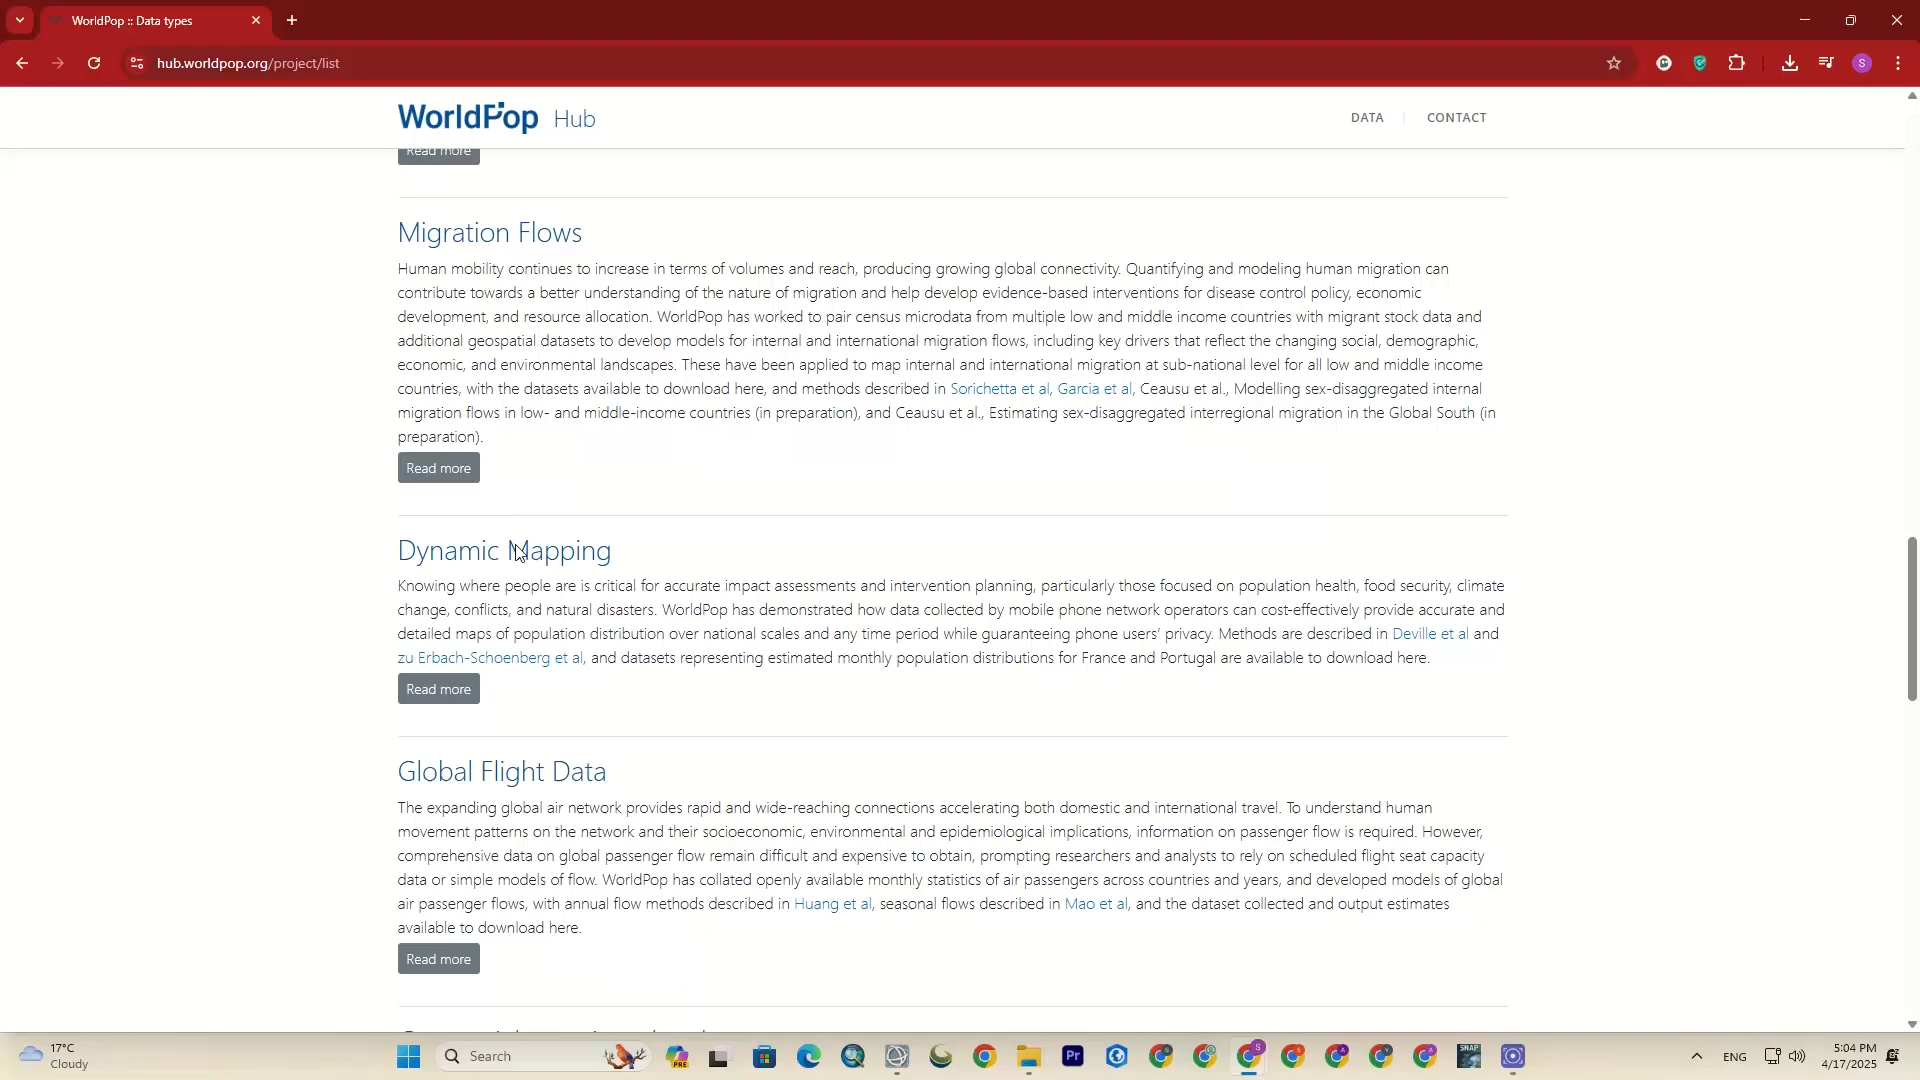 WorldPop :: Data types
hub.worldpop.org/project/list
S
WorldPop Hub
DATA
CONTACT
Read more
Migration Flows
Human mobility continues to increase in terms of volumes and reach, producing growing global connectivity. Quantifying and modeling human migration can
contribute towards a better understanding of the nature of migration and help develop evidence-based interventions for disease control policy, economic
development, and resource allocation. WorldPop has worked to pair census microdata from multiple low and middle income countries with migrant stock data and
additional geospatial datasets to develop models for internal and international migration flows, including key drivers that reflect the changing social, demographic,
economic, and environmental landscapes. These have been applied to map internal and international migration at sub-national level for all low and middle income
countries, with the datasets available to download here, and methods described in Sorichetta et al, Garcia et al, Ceausu et al., Modelling sex-disaggregated internal
migration flows in low- and middle-income countries (in preparation), and Ceausu et al., Estimating sex-disaggregated interregional migration in the Global South (in
preparation).
Read more
Dynamic Mapping
Knowing where people are is critical for accurate impact assessments and intervention planning, particularly those focused on population health, food security, climate
change, conflicts, and natural disasters. WorldPop has demonstrated how data collected by mobile phone network operators can cost-effectively provide accurate and
detailed maps of population distribution over national scales and any time period while guaranteeing phone users' privacy. Methods are described in Deville et al and
zu Erbach-Schoenberg et al, and datasets representing estimated monthly population distributions for France and Portugal are available to download here.
Read more
Global Flight Data
The expanding global air network provides rapid and wide-reaching connections accelerating both domestic and international travel. To understand human
movement patterns on the network and their socioeconomic, environmental and epidemiological implications, information on passenger flow is required. However,
comprehensive data on global passenger flow remain difficult and expensive to obtain, prompting researchers and analysts to rely on scheduled flight seat capacity
data or simple models of flow. WorldPop has collated openly available monthly statistics of air passengers across countries and years, and developed models of global
air passenger flows, with annual flow methods described in Huang et al, seasonal flows described in Mao et al, and the dataset collected and output estimates
available to download here.
Read more
17°C
Cloudy
Search
PRE
Pr
SNAP
ENG
5:04 PM
4/17/2025